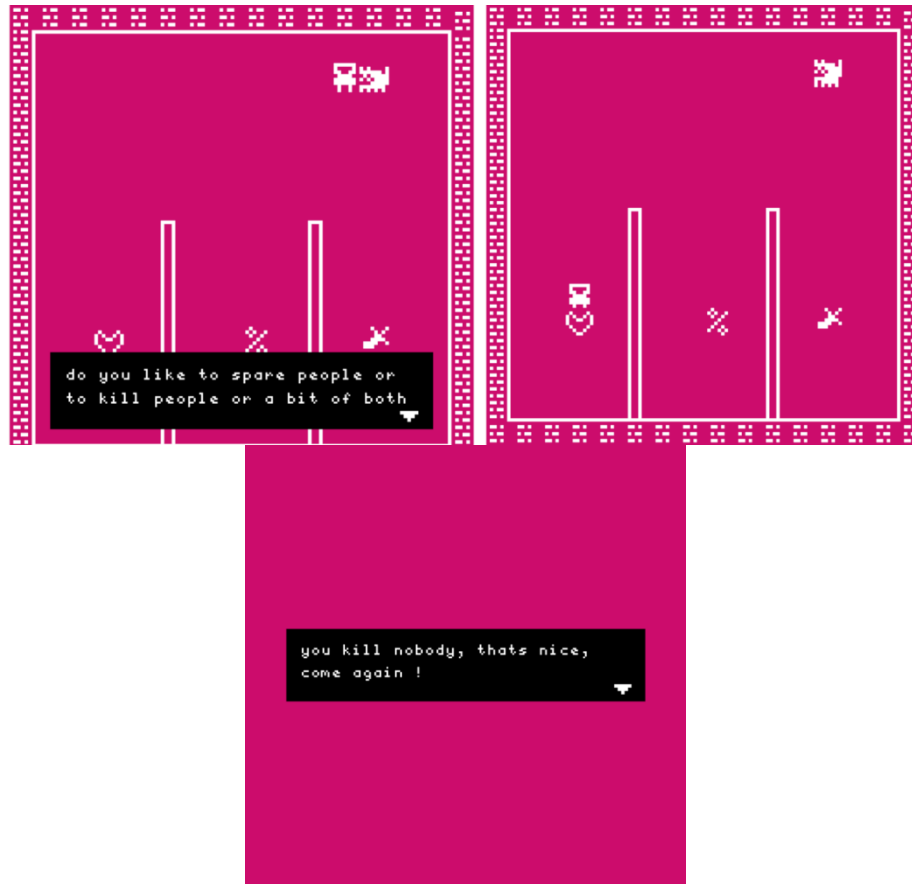 do you like to spare people or
to kill people or a bit of both
you kill nobody, thats nice,
come again !